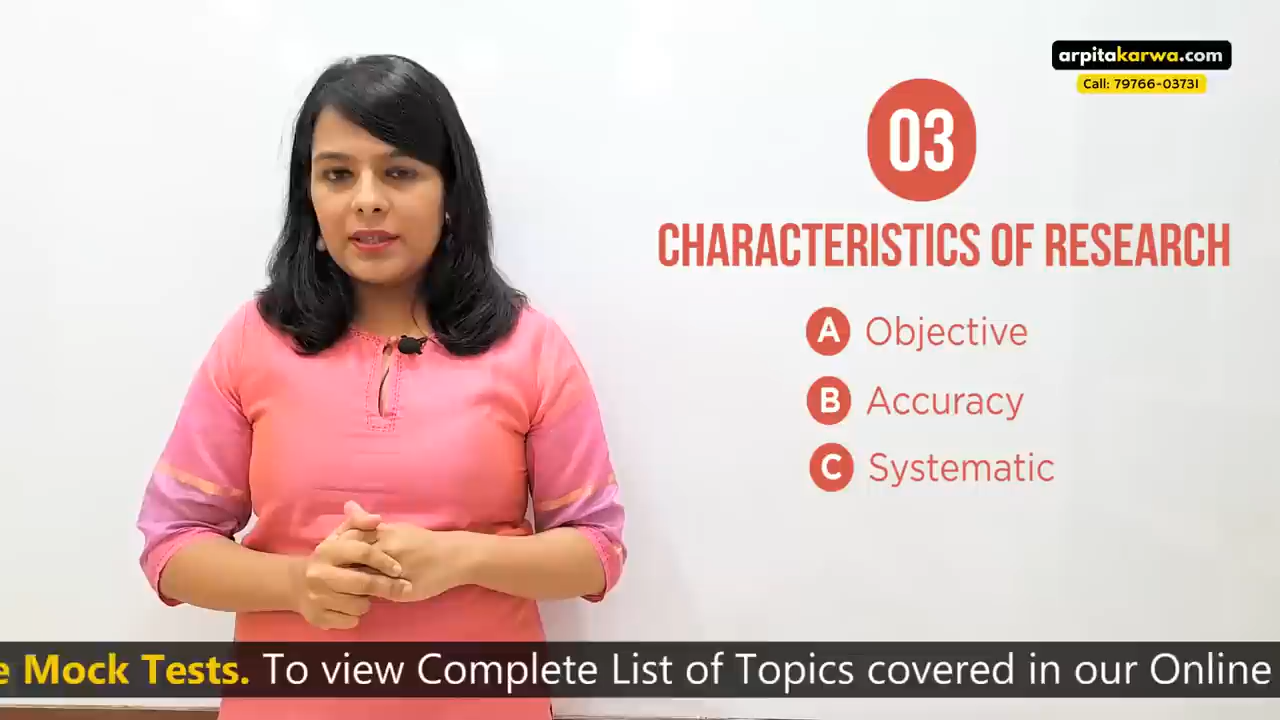 arpitakarwa.com
Call: 79766-03731
03
CHARACTERISTICS OF RESEARCH
A Objective
B Accuracy
C Systematic
e Mock Tests. To view Complete List of Topics covered in our Online